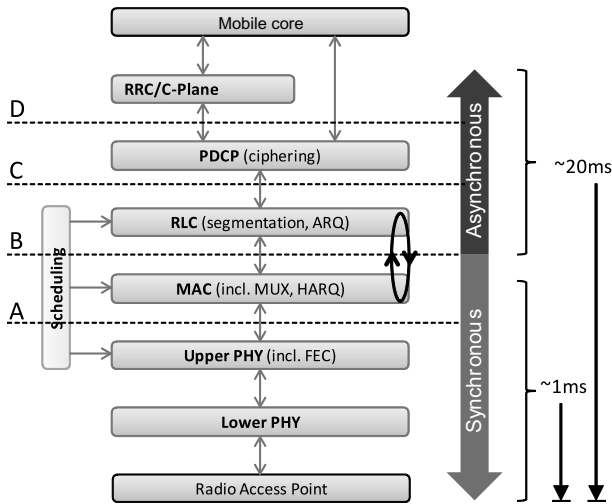 Mobile core
RRC/C-Plane
D
PDCP (ciphering)
C
RLC (segmentation, ARQ)
B
MAC (incl. MUX, HARQ)
A
Upper PHY (incl. FEC)
Lower PHY
Radio Access Point
Scheduling
Asynchronous
Synchronous
~20ms
~1ms